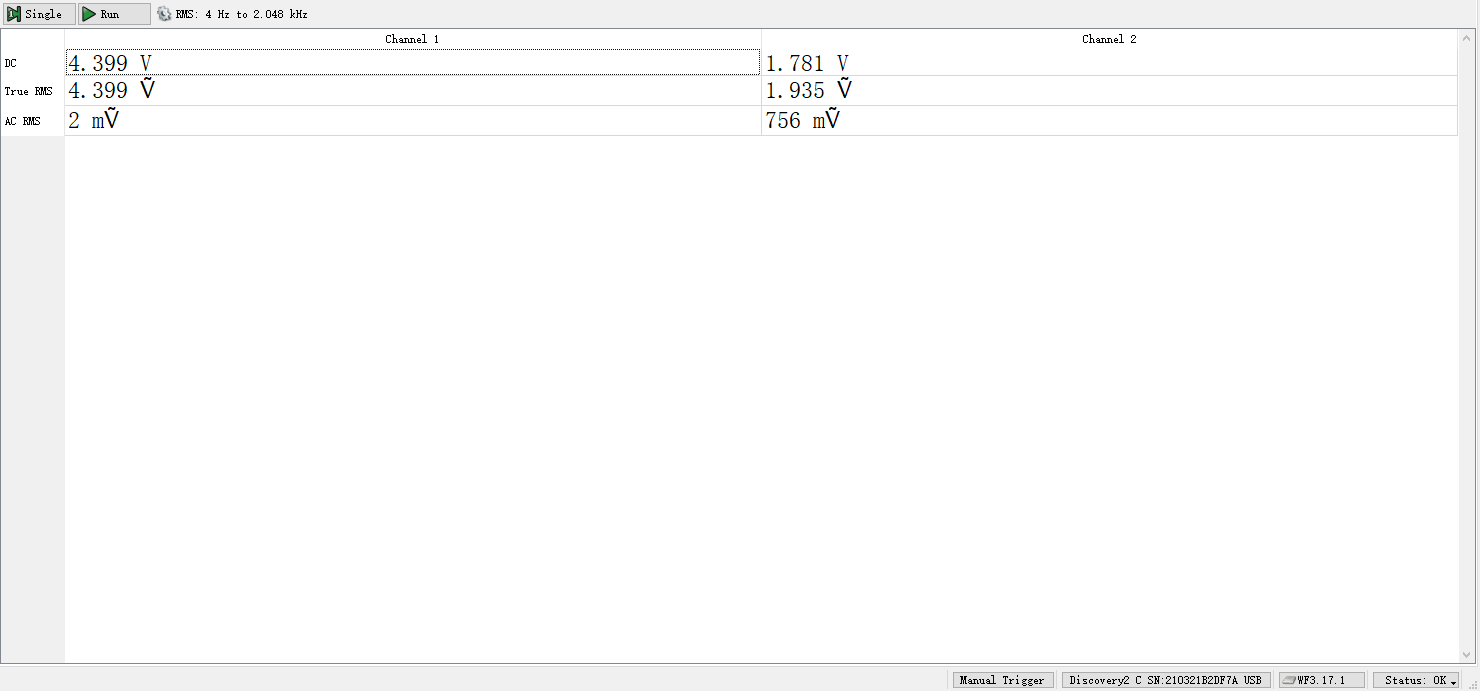 Single Run RMS: 4 Hz to 2.048 kHz
Channel 1 Channel 2
DC 4.399 V 1.781 V
True RMS 4.399 Ṽ 1.935 Ṽ
AC RMS 2 mṼ 756 mṼ
Manual Trigger Discovery2 C SN:210321B2DF7A USB WF3.17.1 Status: OK